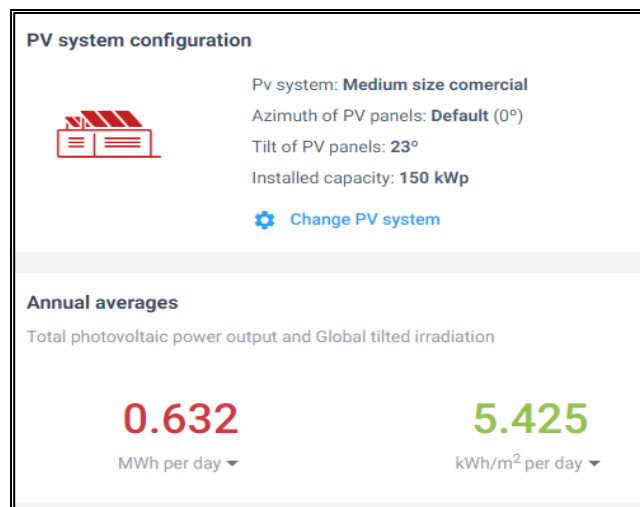 PV system configuration
Pv system: Medium size comercial
Azimuth of PV panels: Default (0º)
Tilt of PV panels: 23º
Installed capacity: 150 kWp
Change PV system
Annual averages
Total photovoltaic power output and Global tilted irradiation
0.632 5.425
MWh per day kWh/m² per day